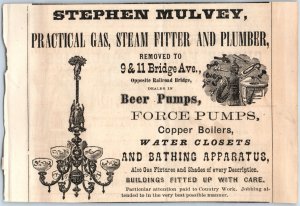 STEPHEN MULVEY,
PRACTICAL GAS, STEAM FITTER AND PLUMBER,
REMOVED TO
9 & 11 Bridge Ave.,
Opposite Railroad Bridge,
DEALER IN
Beer Pumps,
FORCE PUMPS,
Copper Boilers,
WATER CLOSETS
AND BATHING APPARATUS,
Also Gas Fixtures and Shades of Every Description.
BUILDINGS FITTED UP WITH CARE.
Particular attention paid to Country Work. Jobbing at-
tended to in the very best possible manner.